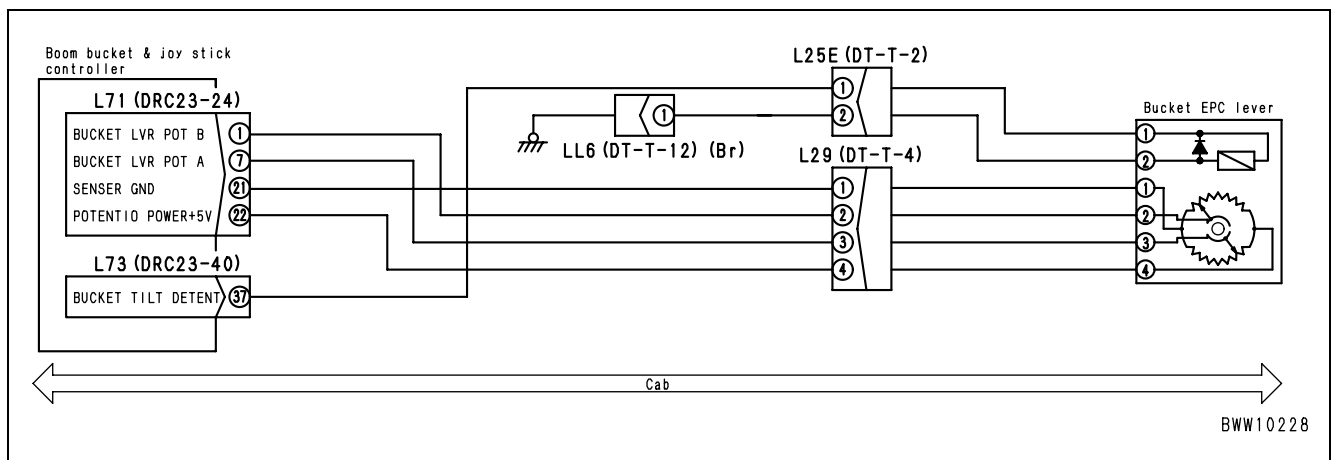 Boom bucket & joy stick
controller
L71 (DRC23-24)
BUCKET LVR POT B 1
BUCKET LVR POT A 7
SENSER GND 21
POTENTIO POWER+5V 22
L73 (DRC23-40)
BUCKET TILT DETENT 37
1
LL6 (DT-T-12) (Br)
L25E (DT-T-2)
1
2
L29 (DT-T-4)
1
2
3
4
Bucket EPC lever
1
2
1
2
3
4
Cab
BWW10228